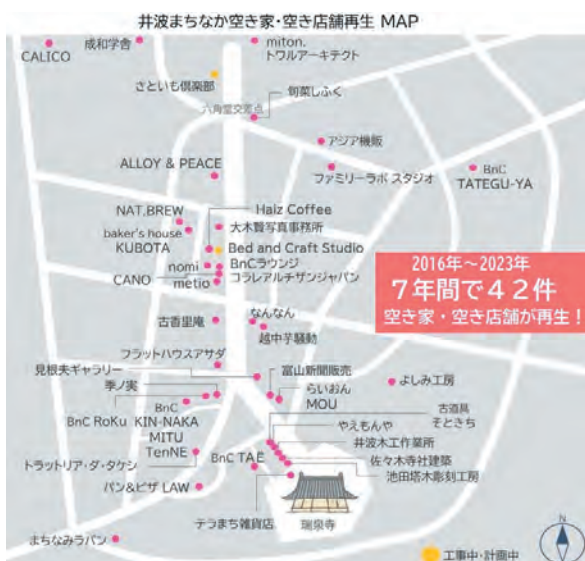 井波まちなか空き家・空き店舗再生 MAP
CALICO
成和学舎
miton.
トワルアーキテクト
さといも倶楽部
六角堂交差点
旬菜しふく
アジア機販
ALLOY & PEACE
ファミリーラボ スタジオ
BnC
TATEGU-YA
NAT.BREW
Haiz Coffee
baker's house
KUBOTA
大木賢写真事務所
Bed and Craft Studio
nomi
BnCラウンジ
CANO
コラレアルチザンジャパン
metio
2016年～2023年
7年間で42件
空き家・空き店舗が再生！
古香里庵
なんなん
越中芋騒動
フラットハウスアサダ
見根夫ギャラリー
富山新聞販売
季ノ実
らいおん
MOU
よしみ工房
BnC
BnC RoKu
KIN-NAKA
MITU
TenNE
古道具
そときち
やえもんや
井波木工作業所
トラットリア・ダ・タケシ
BnC TAE
佐々木寺社建築
池田塔木彫刻工房
パン&ピザ LAW
テラまち雑貨店
瑞泉寺
まちなみラパン
N
工事中・計画中